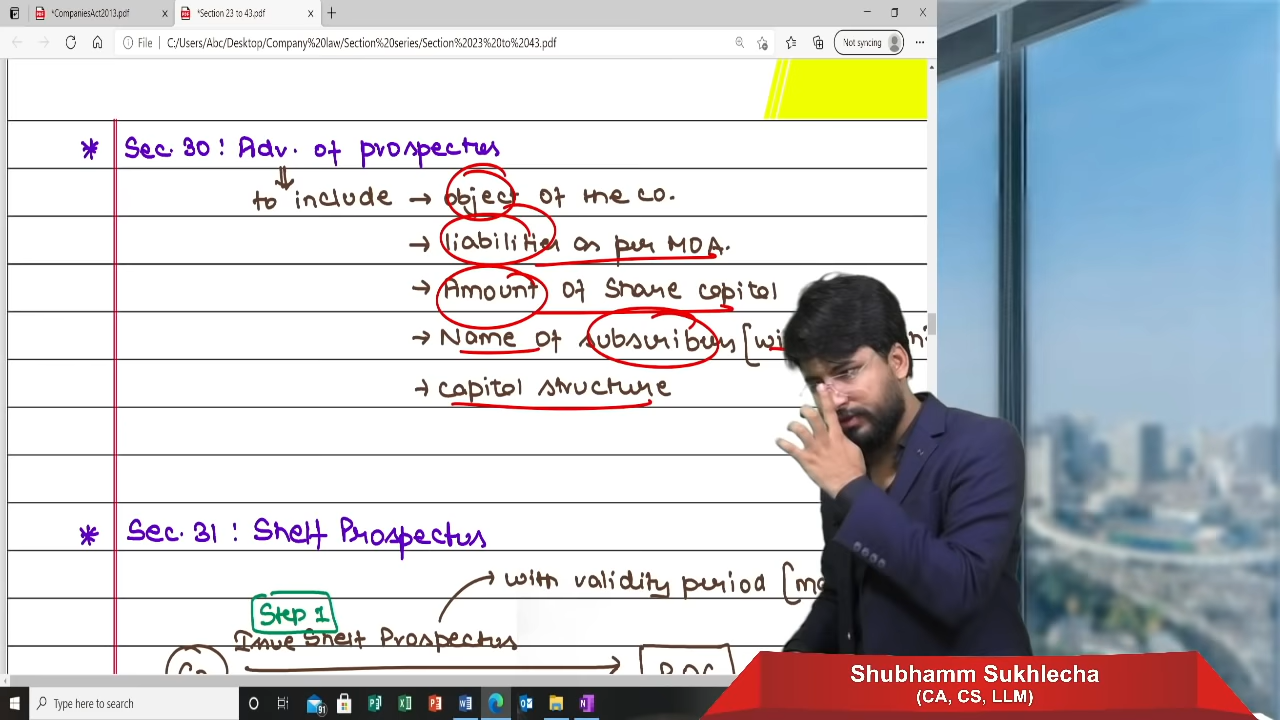 *CompaniesAct2013.pdf
*Section 23 to 43.pdf
File C:/Users/Abc/Desktop/Company%20law/Section%20series/Section%2023%20to%2043.pdf Not syncing
* Sec. 30 : Adv. of prospectus
to include → object of the co.
→ liabilities as per MOA.
→ Amount of Share capital
→ Name of subscribers [
→ capital structure
* Sec. 31 : Shelf Prospectus
→ with validity period [
Step 1
Issue Shelf Prospectus
Co
ROC
Shubhamm Sukhlecha
(CA, CS, LLM)
Type here to search
91